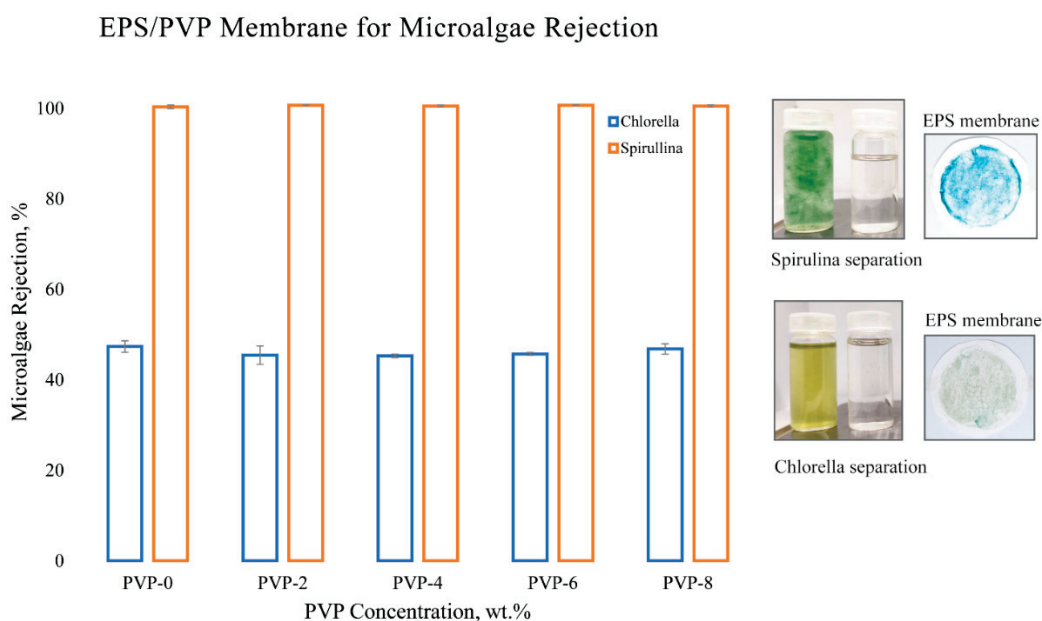 EPS/PVP Membrane for Microalgae Rejection
Microalgae Rejection, %
100
80
60
40
20
0
Chlorella
Spirullina
PVP-0
PVP-2
PVP-4
PVP-6
PVP-8
PVP Concentration, wt.%
EPS membrane
Spirulina separation
EPS membrane
Chlorella separation